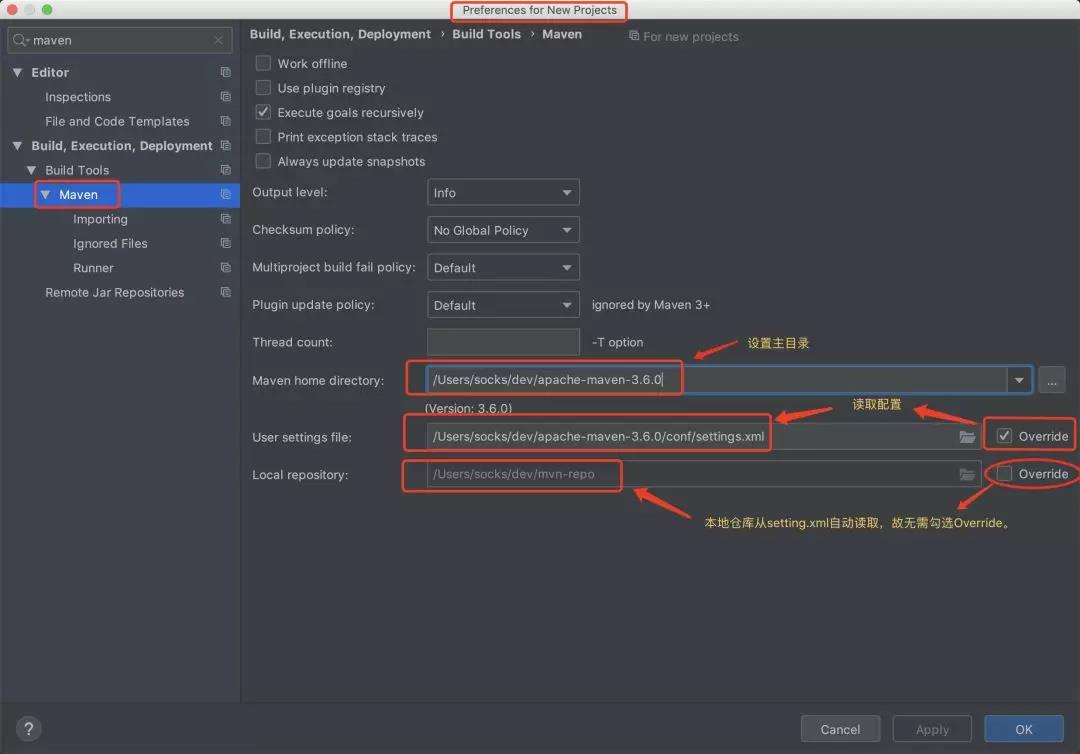 Preferences for New Projects
maven
Editor
Inspections
File and Code Templates
Build, Execution, Deployment
Build Tools
Maven
Importing
Ignored Files
Runner
Remote Jar Repositories
Build, Execution, Deployment › Build Tools › Maven For new projects
Work offline
Use plugin registry
Execute goals recursively
Print exception stack traces
Always update snapshots
Output level: Info
Checksum policy: No Global Policy
Multiproject build fail policy: Default
Plugin update policy: Default ignored by Maven 3+
Thread count: -T option
设置主目录
Maven home directory: /Users/socks/dev/apache-maven-3.6.0 ...
(Version: 3.6.0)
读取配置
User settings file: /Users/socks/dev/apache-maven-3.6.0/conf/settings.xml Override
Local repository: /Users/socks/dev/mvn-repo Override
本地仓库从setting.xml自动读取，故无需勾选Override。
? Cancel Apply OK